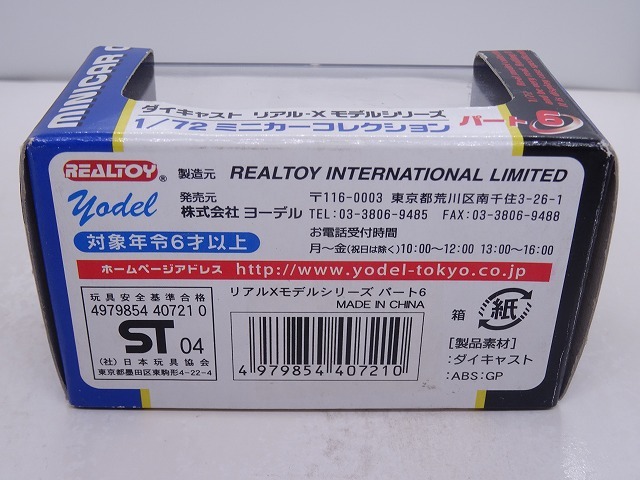 MINICAR C
ダイキャスト リアル・X モデルシリーズ
1/72 ミニカーコレクション パート6
REALTOY®
製造元 REALTOY INTERNATIONAL LIMITED
Yodel
発売元 〒116-0003 東京都荒川区南千住3-26-1
株式会社 ヨーデル TEL:03-3806-9485 FAX:03-3806-9488
対象年令6才以上
お電話受付時間
月～金(祝日は除く)10:00～12:00 13:00～16:00
ホームページアドレス http://www.yodel-tokyo.co.jp
玩具安全基準合格
4979854 40721 0
ST 04
(社)日本玩具協会
東京都墨田区東駒形4-22-4
リアルXモデルシリーズ パート6
MADE IN CHINA
4 979854 407210
箱 紙
[製品素材]
:ダイキャスト
:ABS:GP